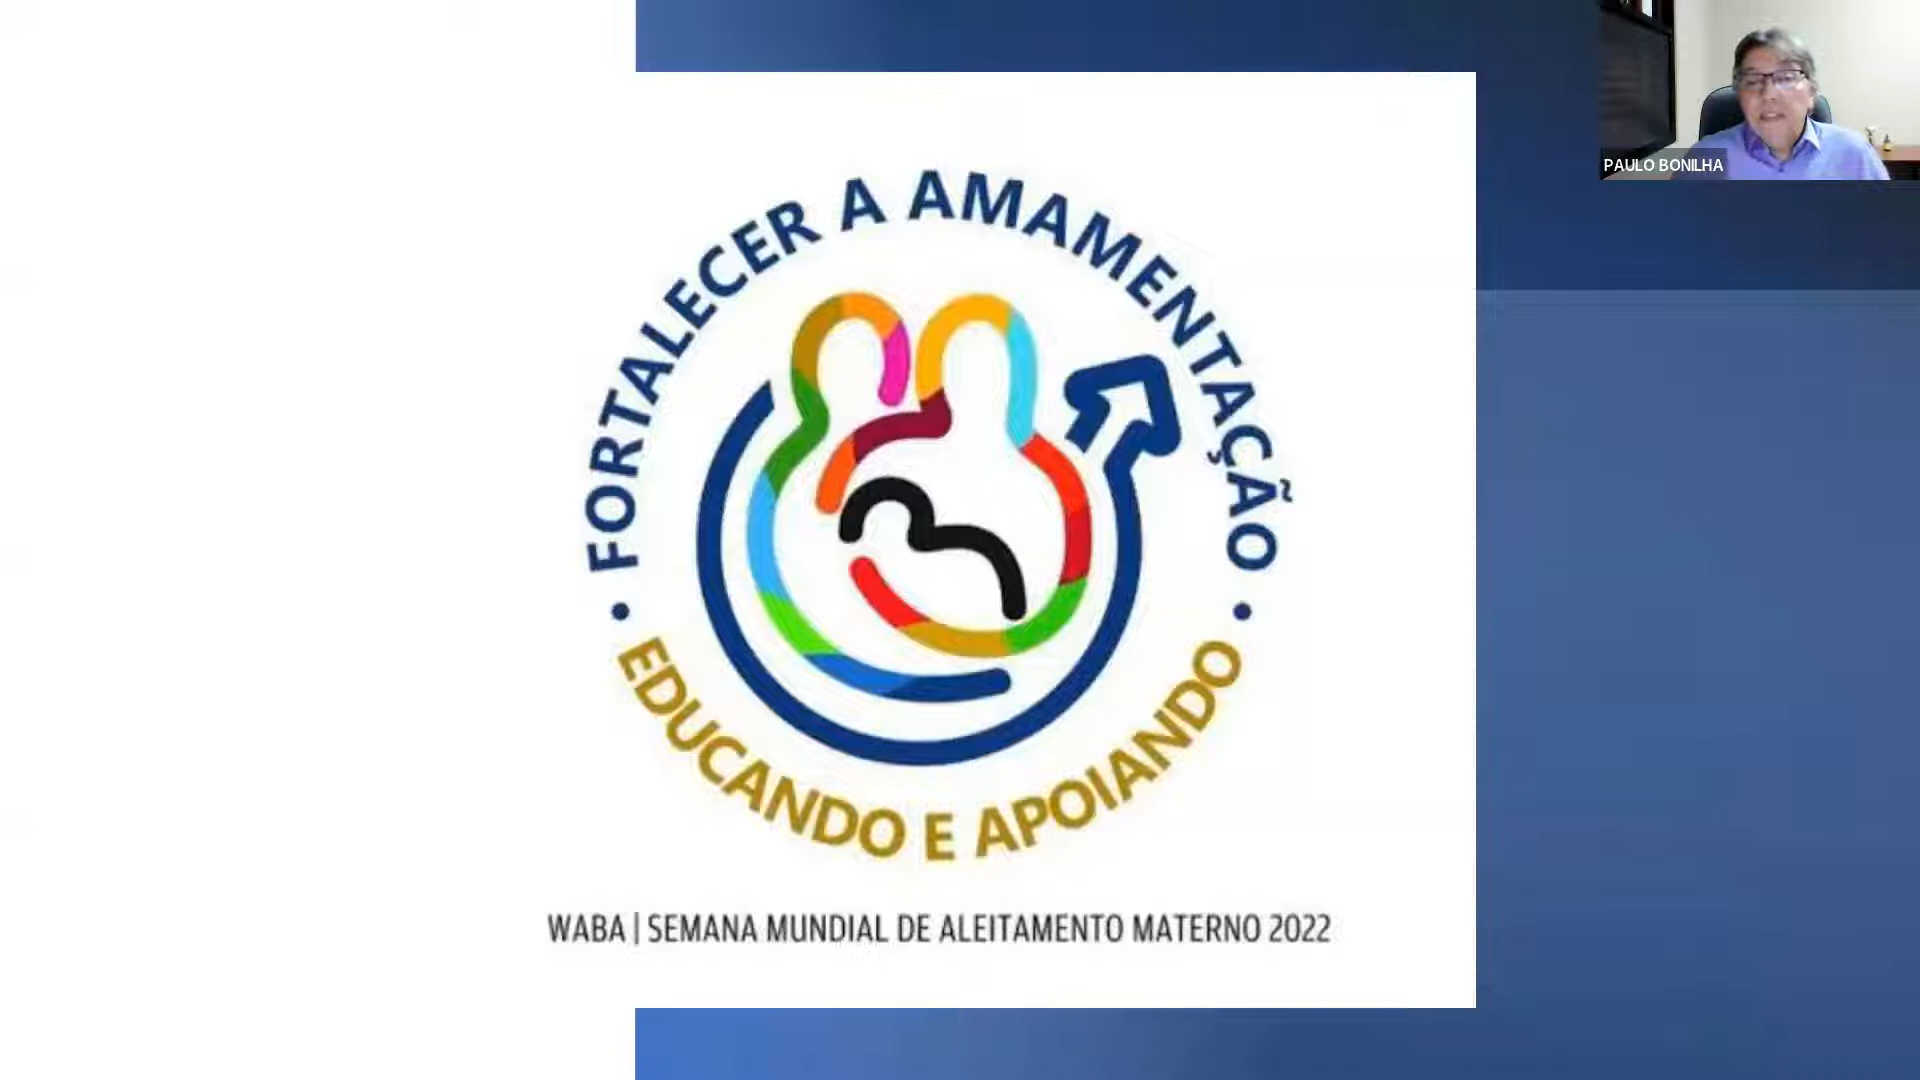 PAULO BONILHA
FORTALECER A AMAMENTAÇÃO
• EDUCANDO E APOIANDO •
WABA | SEMANA MUNDIAL DE ALEITAMENTO MATERNO 2022